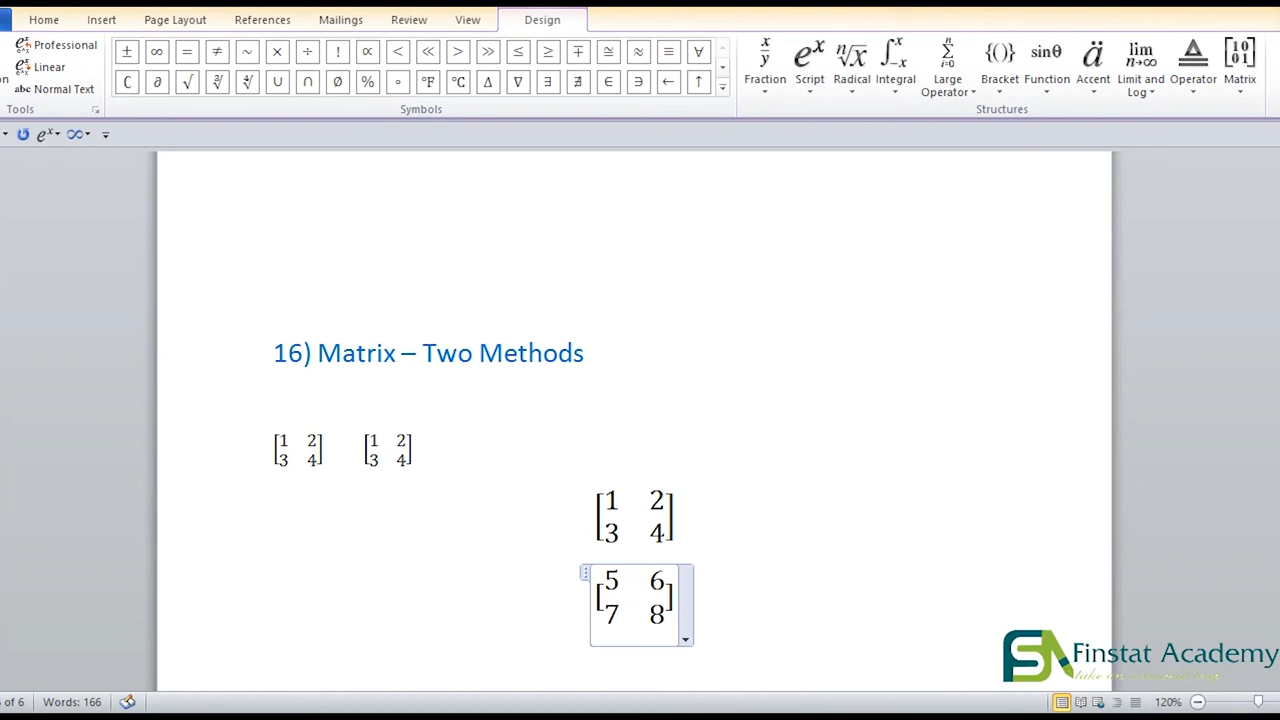 Home Insert Page Layout References Mailings Review View Design
Professional ± ∞ = ≠ ~ × ÷ ! ∝ < ≪ > ≫ ≤ ≥ ∓ ≅ ≈ ≡ ∀
Linear
abc Normal Text ∁ ∂ √ ∛ ∜ ∪ ∩ ∅ % ° °F °C ∆ ∇ ∃ ∄ ∋ ← ↑
Fraction Script Radical Integral Large Operator Bracket Function Accent Limit and Log Operator Matrix
Tools Symbols Structures
16) Matrix – Two Methods
[1 2 [1 2
3 4] 3 4]
[1 2
3 4]
[5 6
7 8]
Finstat Academy
of 6 Words: 166 120%